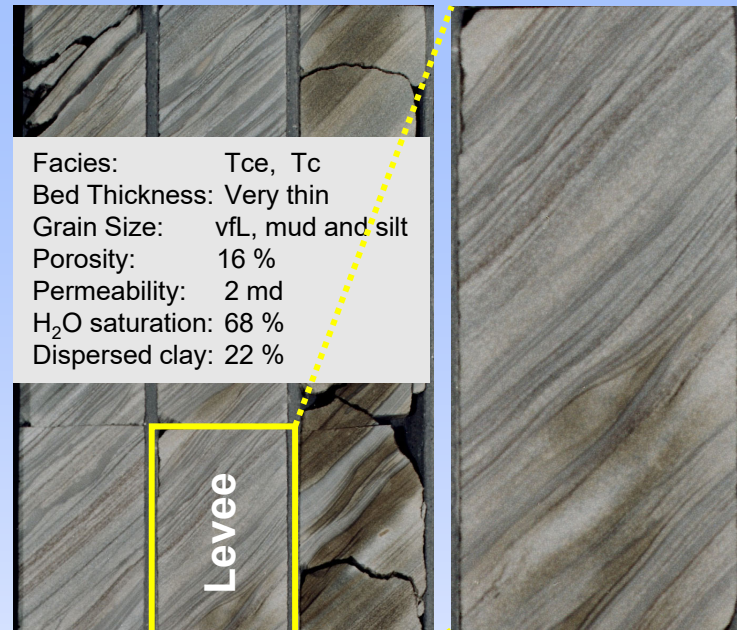 Facies: Tce, Tc
Bed Thickness: Very thin
Grain Size: vfL, mud and silt
Porosity: 16 %
Permeability: 2 md
H₂O saturation: 68 %
Dispersed clay: 22 %
Levee